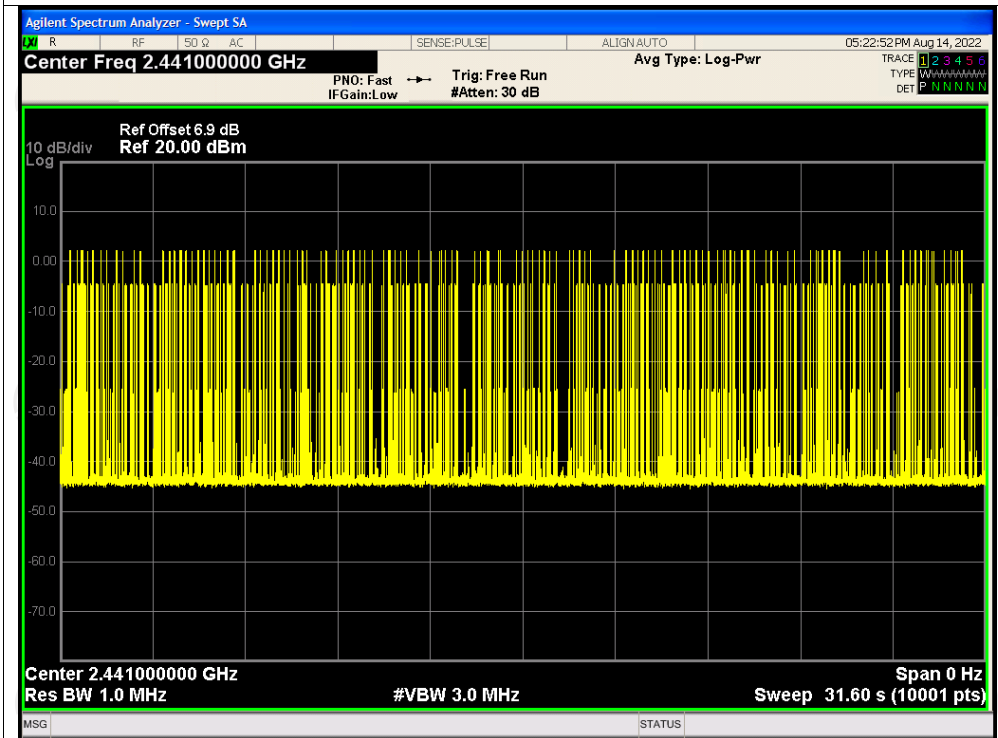 Agilent Spectrum Analyzer - Swept SA
LXI R RF 50 Ω AC SENSE:PULSE ALIGN AUTO 05:22:52 PM Aug 14, 2022
Center Freq 2.441000000 GHz
Avg Type: Log-Pwr
TRACE 1 2 3 4 5 6
PNO: Fast Trig: Free Run
TYPE W
IFGain:Low #Atten: 30 dB
DET P N N N N N
Ref Offset 6.9 dB
10 dB/div Ref 20.00 dBm
Log
10.0
0.00
-10.0
-20.0
-30.0
-40.0
-50.0
-60.0
-70.0
Center 2.441000000 GHz Span 0 Hz
Res BW 1.0 MHz #VBW 3.0 MHz Sweep 31.60 s (10001 pts)
MSG STATUS